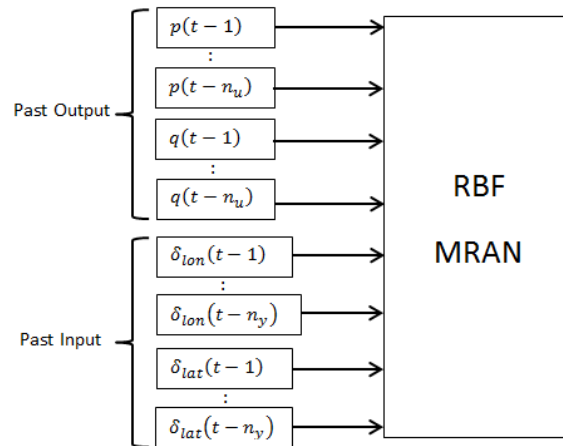 Past Output
p(t − 1)
⋮
p(t − n_u)
q(t − 1)
⋮
q(t − n_u)
Past Input
δ_lon(t − 1)
⋮
δ_lon(t − n_y)
δ_lat(t − 1)
⋮
δ_lat(t − n_y)
RBF
MRAN